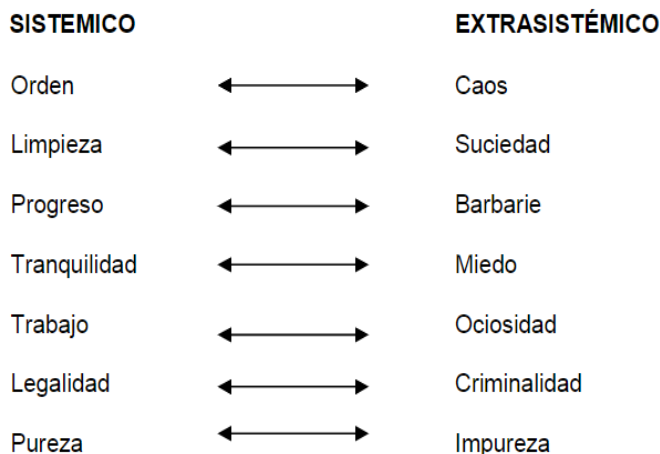 SISTEMICO EXTRASISTÉMICO
Orden Caos
Limpieza Suciedad
Progreso Barbarie
Tranquilidad Miedo
Trabajo Ociosidad
Legalidad Criminalidad
Pureza Impureza